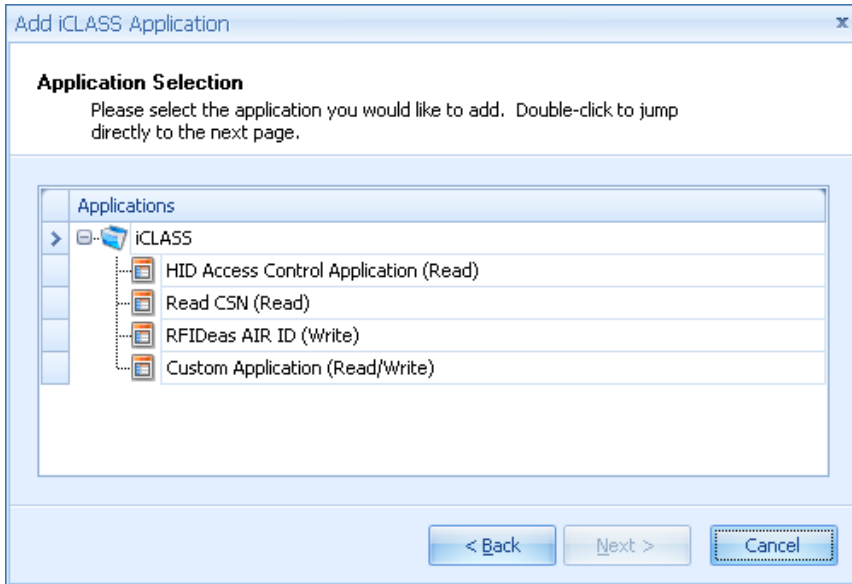 Add iCLASS Application
x
Application Selection
Please select the application you would like to add. Double-click to jump
directly to the next page.
Applications
iCLASS
HID Access Control Application (Read)
Read CSN (Read)
RFIDeas AIR ID (Write)
Custom Application (Read/Write)
< Back Next > Cancel